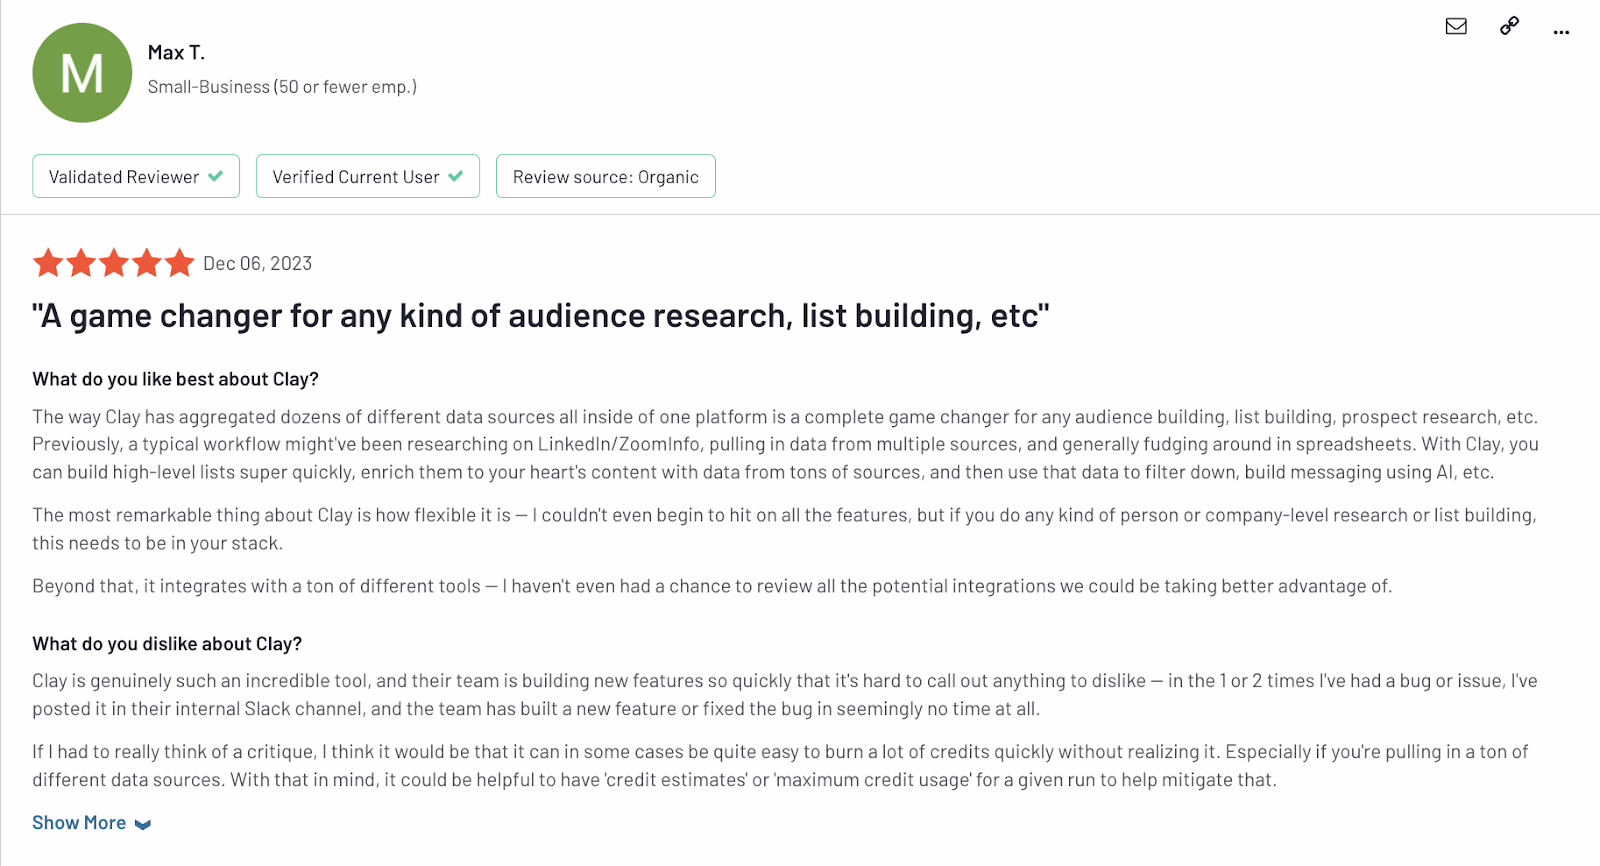 M
Max T.
Small-Business (50 or fewer emp.)
...
Validated Reviewer
Verified Current User
Review source: Organic
Dec 06, 2023
"A game changer for any kind of audience research, list building, etc"
What do you like best about Clay?
The way Clay has aggregated dozens of different data sources all inside of one platform is a complete game changer for any audience building, list building, prospect research, etc.
Previously, a typical workflow might've been researching on LinkedIn/ZoomInfo, pulling in data from multiple sources, and generally fudging around in spreadsheets. With Clay, you
can build high-level lists super quickly, enrich them to your heart's content with data from tons of sources, and then use that data to filter down, build messaging using AI, etc.
The most remarkable thing about Clay is how flexible it is — I couldn't even begin to hit on all the features, but if you do any kind of person or company-level research or list building,
this needs to be in your stack.
Beyond that, it integrates with a ton of different tools — I haven't even had a chance to review all the potential integrations we could be taking better advantage of.
What do you dislike about Clay?
Clay is genuinely such an incredible tool, and their team is building new features so quickly that it's hard to call out anything to dislike — in the 1 or 2 times I've had a bug or issue, I've
posted it in their internal Slack channel, and the team has built a new feature or fixed the bug in seemingly no time at all.
If I had to really think of a critique, I think it would be that it can in some cases be quite easy to burn a lot of credits quickly without realizing it. Especially if you're pulling in a ton of
different data sources. With that in mind, it could be helpful to have 'credit estimates' or 'maximum credit usage' for a given run to help mitigate that.
Show More